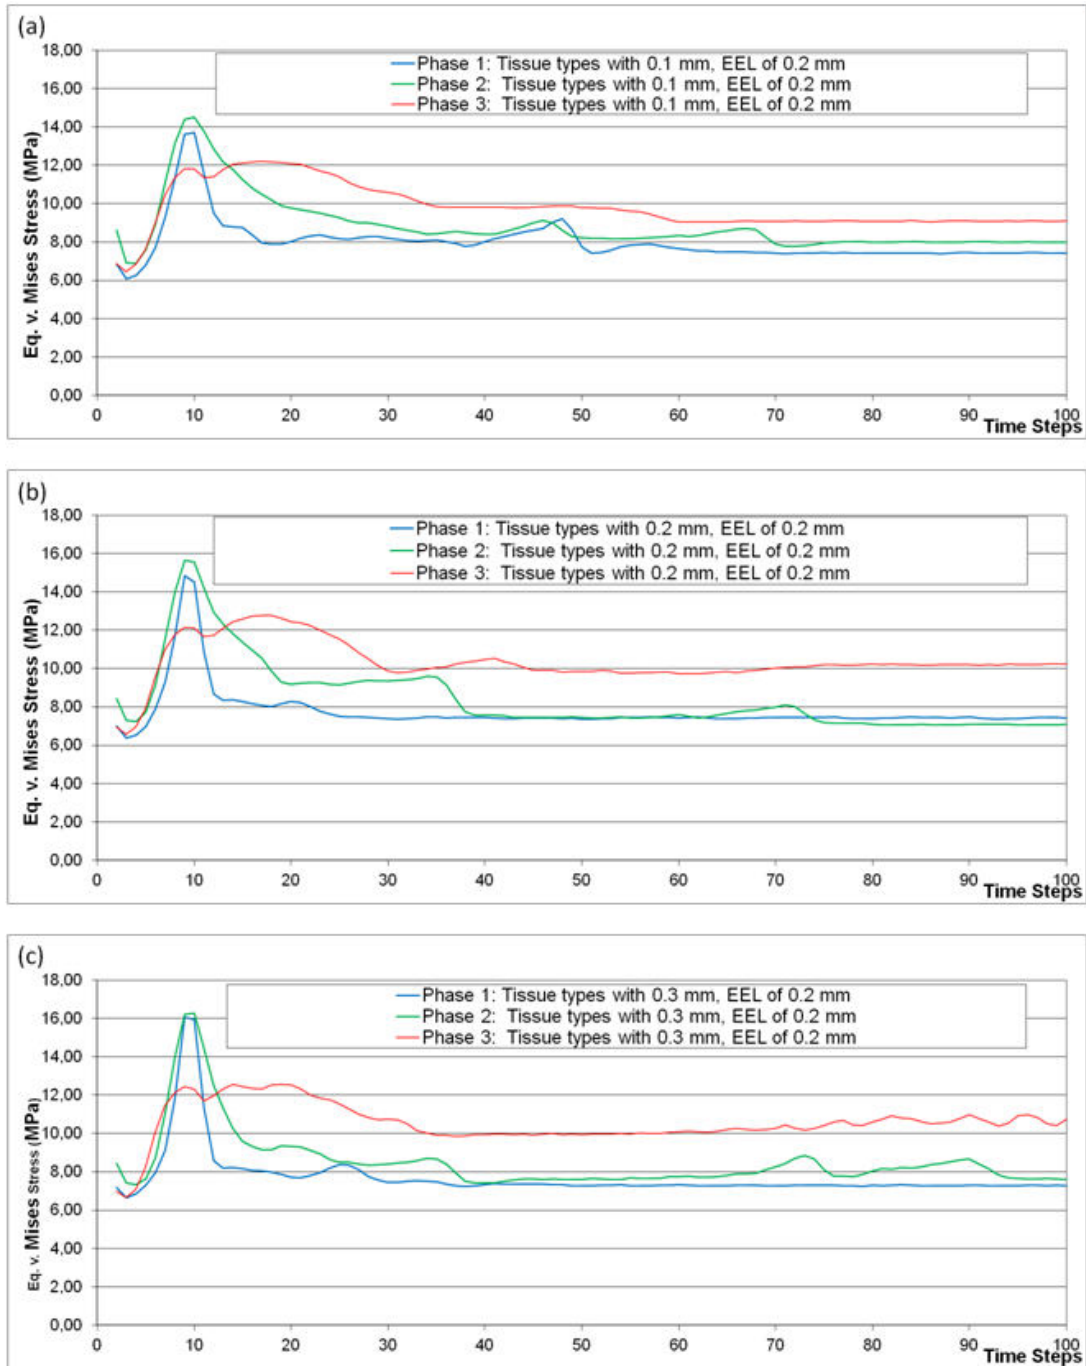 (a)
18,00
Phase 1: Tissue types with 0.1 mm, EEL of 0.2 mm
16,00
Phase 2: Tissue types with 0.1 mm, EEL of 0.2 mm
Phase 3: Tissue types with 0.1 mm, EEL of 0.2 mm
14,00
12,00
10,00
8,00
6,00
4,00
2,00
0,00
Eq. v. Mises Stress (MPa)
0 10 20 30 40 50 60 70 80 90 100
Time Steps
(b)
18,00
Phase 1: Tissue types with 0.2 mm, EEL of 0.2 mm
16,00
Phase 2: Tissue types with 0.2 mm, EEL of 0.2 mm
Phase 3: Tissue types with 0.2 mm, EEL of 0.2 mm
14,00
12,00
10,00
8,00
6,00
4,00
2,00
0,00
Eq. v. Mises Stress (MPa)
0 10 20 30 40 50 60 70 80 90 100
Time Steps
(c)
18,00
Phase 1: Tissue types with 0.3 mm, EEL of 0.2 mm
16,00
Phase 2: Tissue types with 0.3 mm, EEL of 0.2 mm
Phase 3: Tissue types with 0.3 mm, EEL of 0.2 mm
14,00
12,00
10,00
8,00
6,00
4,00
2,00
0,00
Eq. v. Mises Stress (MPa)
0 10 20 30 40 50 60 70 80 90 100
Time Steps